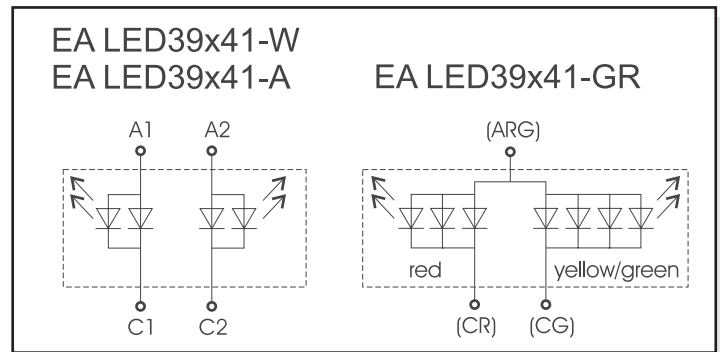 EA LED39x41-W
EA LED39x41-A
EA LED39x41-GR
A1 A2
(ARG)
red yellow/green
C1 C2
(CR) (CG)